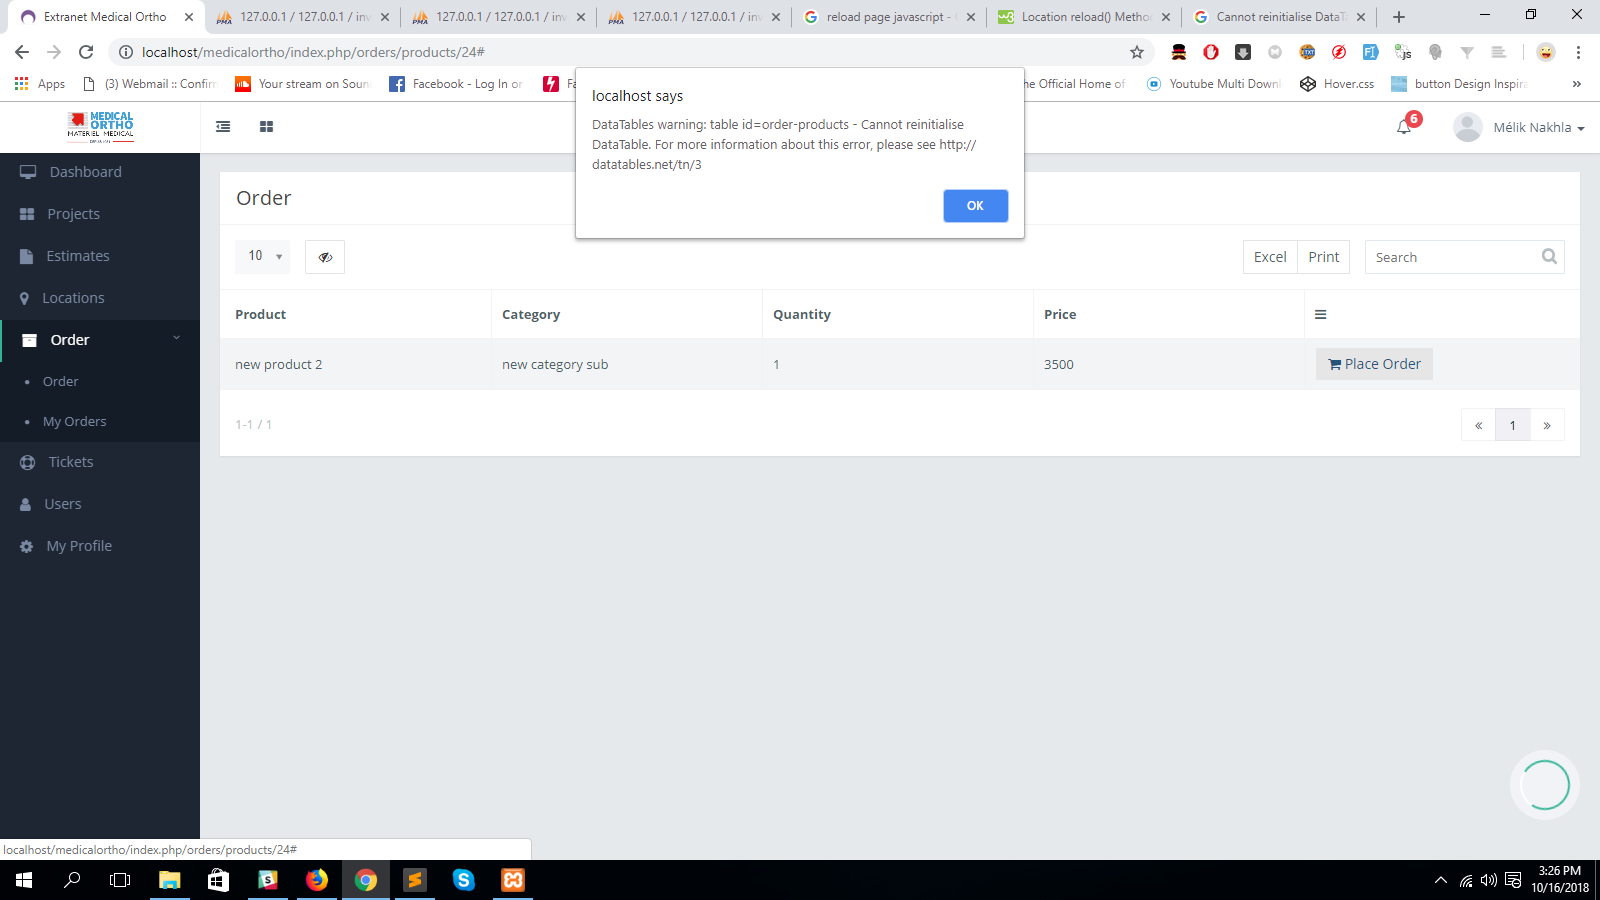 Extranet Medical Ortho
127.0.0.1 / 127.0.0.1 / inv
127.0.0.1 / 127.0.0.1 / inv
127.0.0.1 / 127.0.0.1 / inv
reload page javascript -
Location reload() Metho
Cannot reinitialise DataTa
localhost/medicalortho/index.php/orders/products/24#
Apps
(3) Webmail :: Confirm
Your stream on Soun
Facebook - Log In or
Fa
he Official Home of
Youtube Multi Downl
Hover.css
button Design Inspira
localhost says
DataTables warning: table id=order-products - Cannot reinitialise
DataTable. For more information about this error, please see http://
datatables.net/tn/3
OK
MEDICAL
ORTHO
MATERIEL MEDICAL
6
Mélik Nakhla
Dashboard
Projects
Estimates
Locations
Order
Order
My Orders
Tickets
Users
My Profile
Order
10
Excel
Print
Search
Product
Category
Quantity
Price
new product 2
new category sub
1
3500
Place Order
1-1 / 1
«
1
»
localhost/medicalortho/index.php/orders/products/24#
3:26 PM
10/16/2018